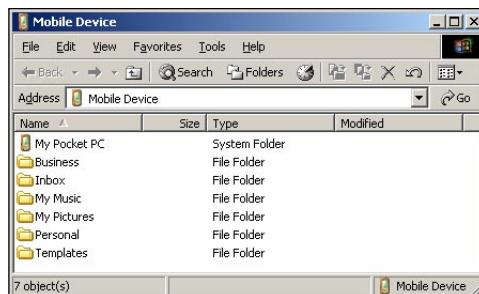 Mobile Device
File Edit View Favorites Tools Help
Back Search Folders
Address Mobile Device Go
Name Size Type Modified
My Pocket PC System Folder
Business File Folder
Inbox File Folder
My Music File Folder
My Pictures File Folder
Personal File Folder
Templates File Folder
7 object(s) Mobile Device